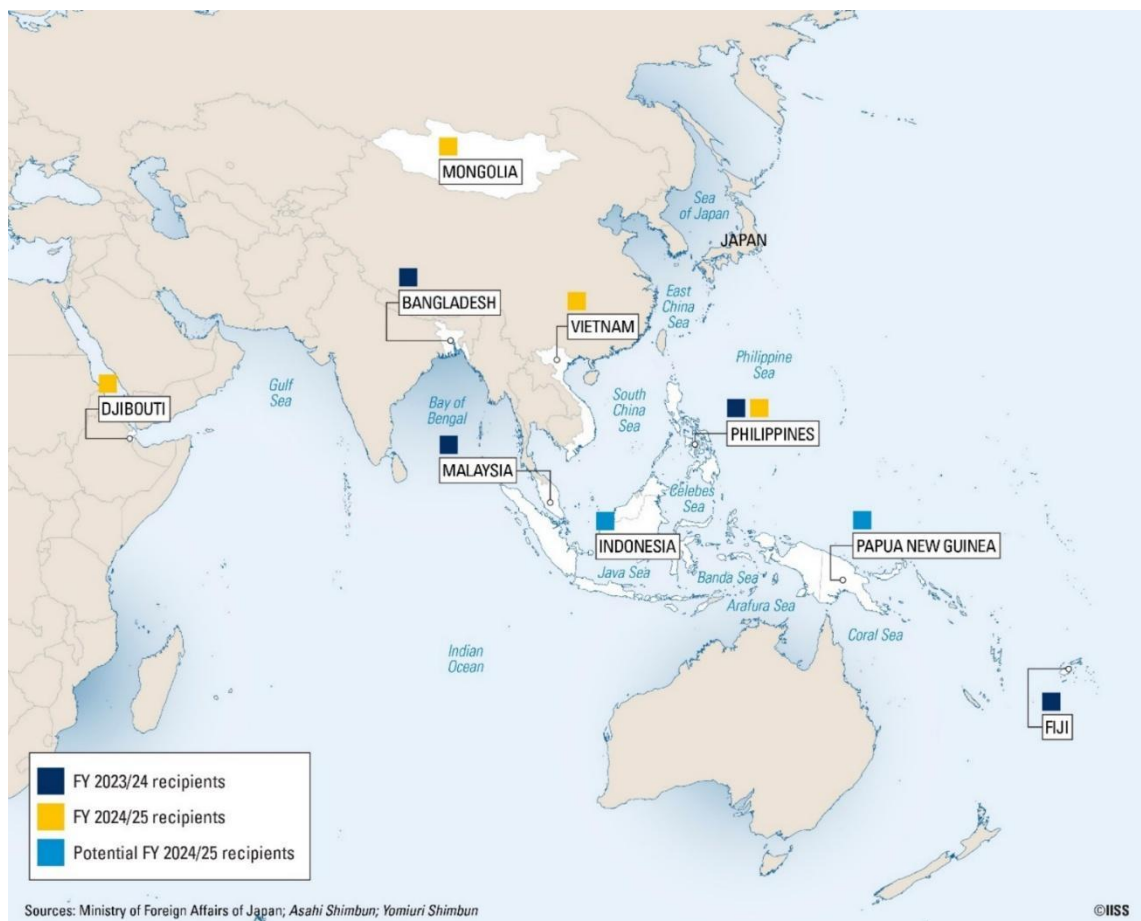 MONGOLIA
Sea
of Japan
JAPAN
BANGLADESH
VIETNAM
East
China
Sea
Philippine
Sea
DJIBOUTI
Gulf
Sea
Bay of
Bengal
South
China
Sea
PHILIPPINES
MALAYSIA
Celebes
Sea
INDONESIA
PAPUA NEW GUINEA
Java Sea
Banda Sea
Arafura Sea
Coral Sea
Indian
Ocean
FIJI
FY 2023/24 recipients
FY 2024/25 recipients
Potential FY 2024/25 recipients
Sources: Ministry of Foreign Affairs of Japan; Asahi Shimbun; Yomiuri Shimbun
©IISS